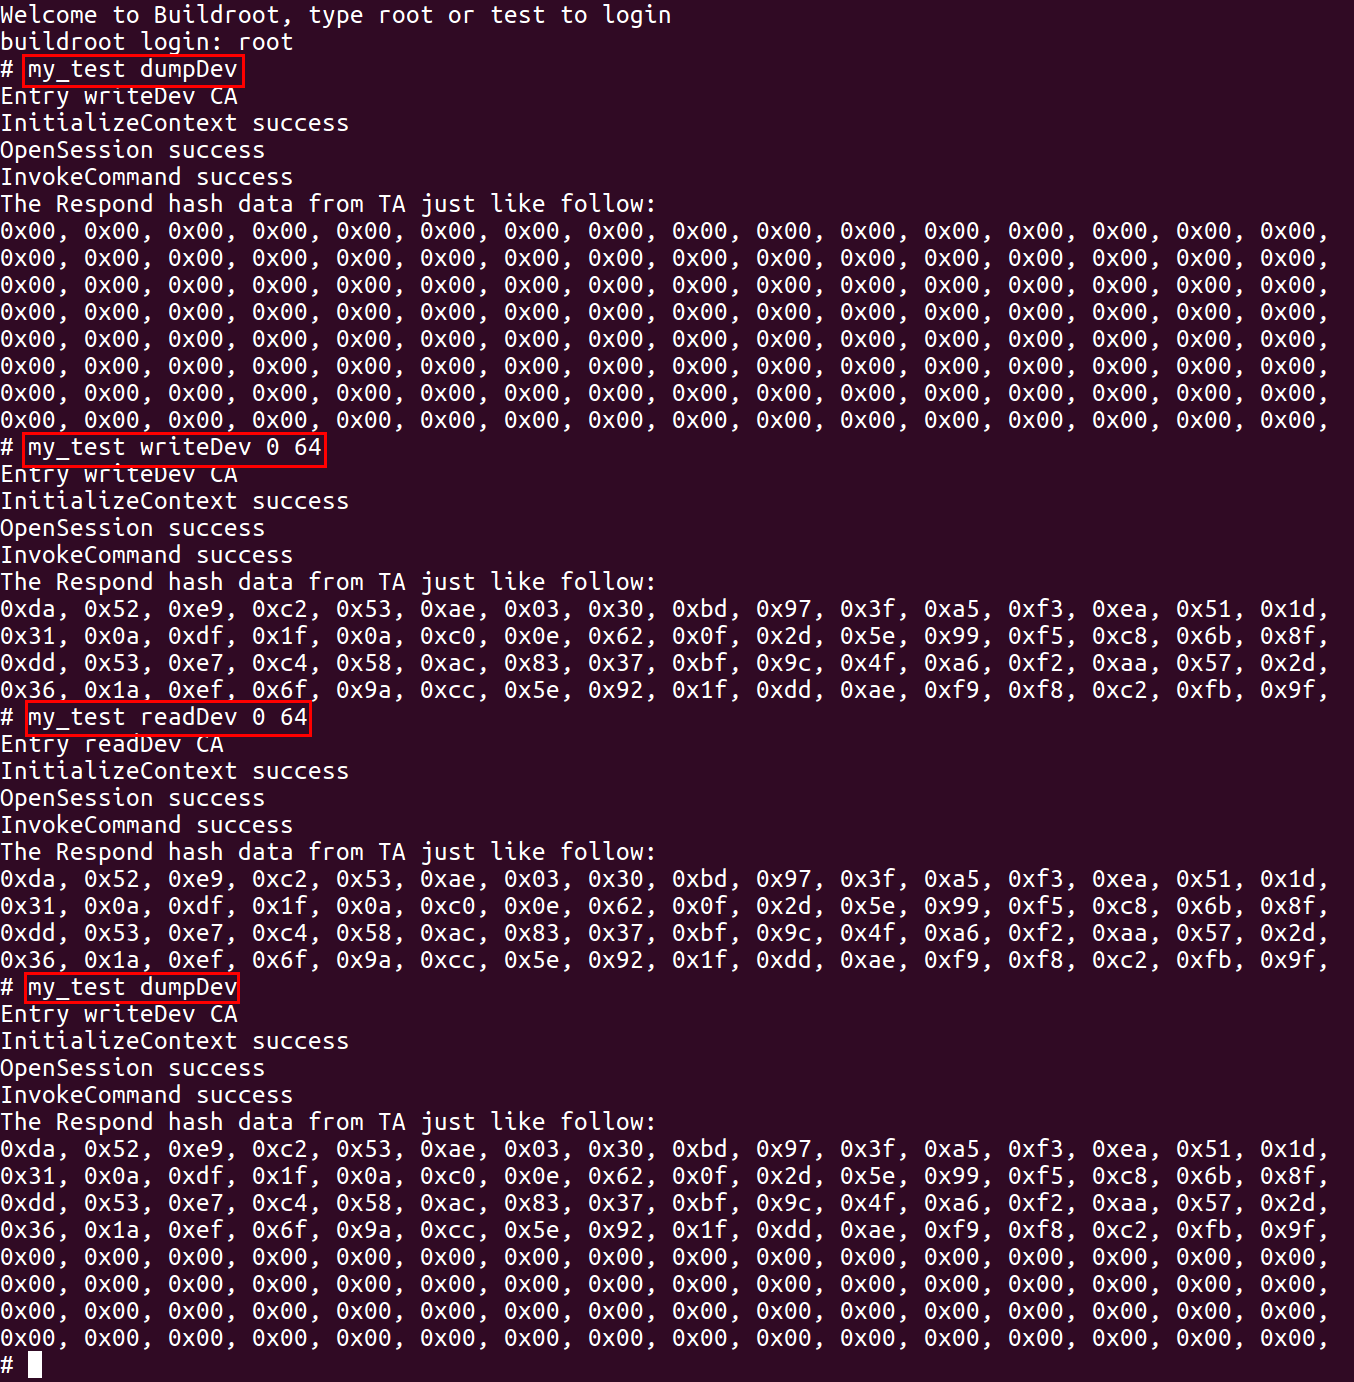 Welcome to Buildroot, type root or test to login
buildroot login: root
# my_test dumpDev
Entry writeDev CA
InitializeContext success
OpenSession success
InvokeCommand success
The Respond hash data from TA just like follow:
0x00, 0x00, 0x00, 0x00, 0x00, 0x00, 0x00, 0x00, 0x00, 0x00, 0x00, 0x00, 0x00, 0x00, 0x00, 0x00,
0x00, 0x00, 0x00, 0x00, 0x00, 0x00, 0x00, 0x00, 0x00, 0x00, 0x00, 0x00, 0x00, 0x00, 0x00, 0x00,
0x00, 0x00, 0x00, 0x00, 0x00, 0x00, 0x00, 0x00, 0x00, 0x00, 0x00, 0x00, 0x00, 0x00, 0x00, 0x00,
0x00, 0x00, 0x00, 0x00, 0x00, 0x00, 0x00, 0x00, 0x00, 0x00, 0x00, 0x00, 0x00, 0x00, 0x00, 0x00,
0x00, 0x00, 0x00, 0x00, 0x00, 0x00, 0x00, 0x00, 0x00, 0x00, 0x00, 0x00, 0x00, 0x00, 0x00, 0x00,
0x00, 0x00, 0x00, 0x00, 0x00, 0x00, 0x00, 0x00, 0x00, 0x00, 0x00, 0x00, 0x00, 0x00, 0x00, 0x00,
0x00, 0x00, 0x00, 0x00, 0x00, 0x00, 0x00, 0x00, 0x00, 0x00, 0x00, 0x00, 0x00, 0x00, 0x00, 0x00,
0x00, 0x00, 0x00, 0x00, 0x00, 0x00, 0x00, 0x00, 0x00, 0x00, 0x00, 0x00, 0x00, 0x00, 0x00, 0x00,
# my_test writeDev 0 64
Entry writeDev CA
InitializeContext success
OpenSession success
InvokeCommand success
The Respond hash data from TA just like follow:
0xda, 0x52, 0xe9, 0xc2, 0x53, 0xae, 0x03, 0x30, 0xbd, 0x97, 0x3f, 0xa5, 0xf3, 0xea, 0x51, 0x1d,
0x31, 0x0a, 0xdf, 0x1f, 0x0a, 0xc0, 0x0e, 0x62, 0x0f, 0x2d, 0x5e, 0x99, 0xf5, 0xc8, 0x6b, 0x8f,
0xdd, 0x53, 0xe7, 0xc4, 0x58, 0xac, 0x83, 0x37, 0xbf, 0x9c, 0x4f, 0xa6, 0xf2, 0xaa, 0x57, 0x2d,
0x36, 0x1a, 0xef, 0x6f, 0x9a, 0xcc, 0x5e, 0x92, 0x1f, 0xdd, 0xae, 0xf9, 0xf8, 0xc2, 0xfb, 0x9f,
# my_test readDev 0 64
Entry readDev CA
InitializeContext success
OpenSession success
InvokeCommand success
The Respond hash data from TA just like follow:
0xda, 0x52, 0xe9, 0xc2, 0x53, 0xae, 0x03, 0x30, 0xbd, 0x97, 0x3f, 0xa5, 0xf3, 0xea, 0x51, 0x1d,
0x31, 0x0a, 0xdf, 0x1f, 0x0a, 0xc0, 0x0e, 0x62, 0x0f, 0x2d, 0x5e, 0x99, 0xf5, 0xc8, 0x6b, 0x8f,
0xdd, 0x53, 0xe7, 0xc4, 0x58, 0xac, 0x83, 0x37, 0xbf, 0x9c, 0x4f, 0xa6, 0xf2, 0xaa, 0x57, 0x2d,
0x36, 0x1a, 0xef, 0x6f, 0x9a, 0xcc, 0x5e, 0x92, 0x1f, 0xdd, 0xae, 0xf9, 0xf8, 0xc2, 0xfb, 0x9f,
# my_test dumpDev
Entry writeDev CA
InitializeContext success
OpenSession success
InvokeCommand success
The Respond hash data from TA just like follow:
0xda, 0x52, 0xe9, 0xc2, 0x53, 0xae, 0x03, 0x30, 0xbd, 0x97, 0x3f, 0xa5, 0xf3, 0xea, 0x51, 0x1d,
0x31, 0x0a, 0xdf, 0x1f, 0x0a, 0xc0, 0x0e, 0x62, 0x0f, 0x2d, 0x5e, 0x99, 0xf5, 0xc8, 0x6b, 0x8f,
0xdd, 0x53, 0xe7, 0xc4, 0x58, 0xac, 0x83, 0x37, 0xbf, 0x9c, 0x4f, 0xa6, 0xf2, 0xaa, 0x57, 0x2d,
0x36, 0x1a, 0xef, 0x6f, 0x9a, 0xcc, 0x5e, 0x92, 0x1f, 0xdd, 0xae, 0xf9, 0xf8, 0xc2, 0xfb, 0x9f,
0x00, 0x00, 0x00, 0x00, 0x00, 0x00, 0x00, 0x00, 0x00, 0x00, 0x00, 0x00, 0x00, 0x00, 0x00, 0x00,
0x00, 0x00, 0x00, 0x00, 0x00, 0x00, 0x00, 0x00, 0x00, 0x00, 0x00, 0x00, 0x00, 0x00, 0x00, 0x00,
0x00, 0x00, 0x00, 0x00, 0x00, 0x00, 0x00, 0x00, 0x00, 0x00, 0x00, 0x00, 0x00, 0x00, 0x00, 0x00,
0x00, 0x00, 0x00, 0x00, 0x00, 0x00, 0x00, 0x00, 0x00, 0x00, 0x00, 0x00, 0x00, 0x00, 0x00, 0x00,
#